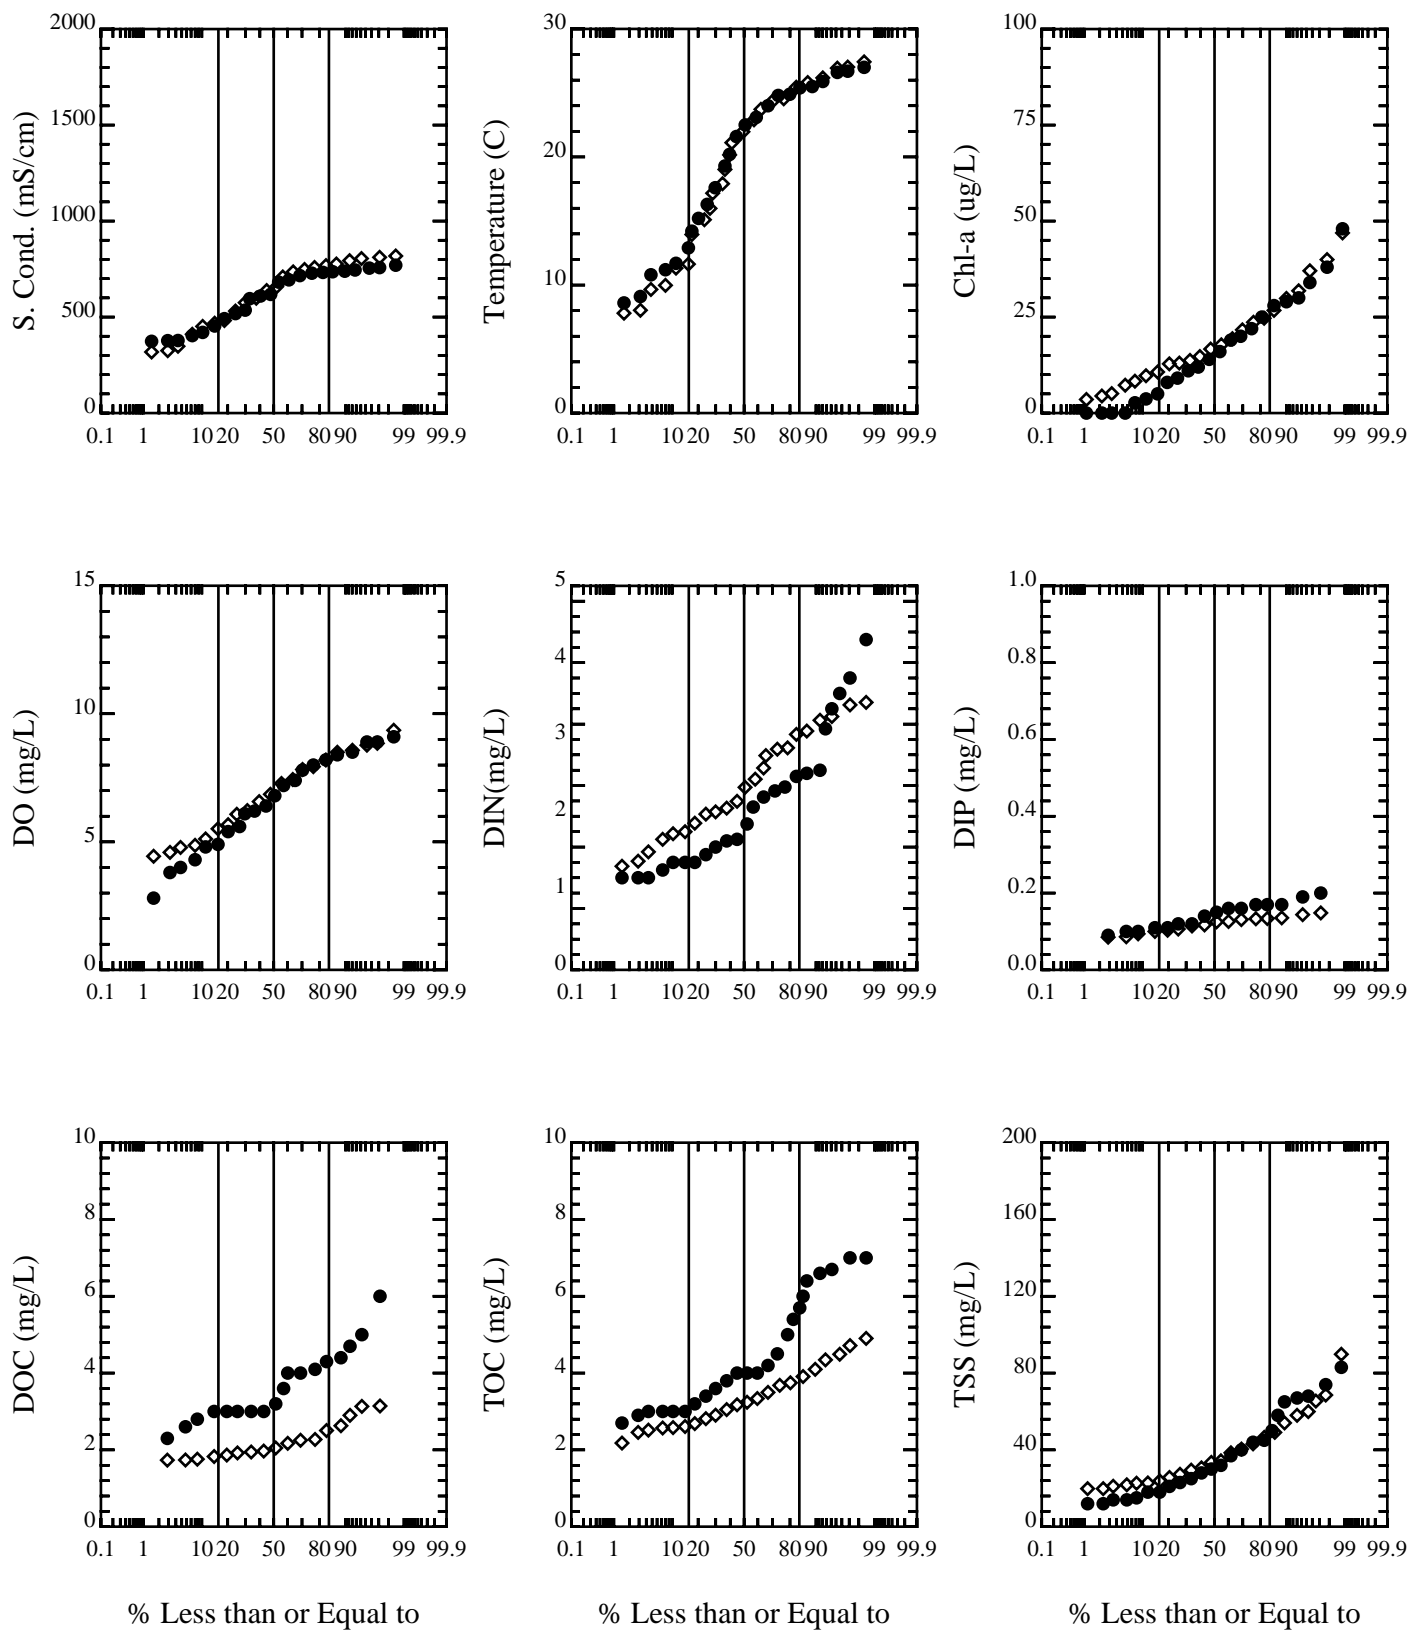 2000
1500
1000
500
0
S. Cond. (mS/cm)
0.1 1 10 20 50 80 90 99 99.9
30
20
10
0
Temperature (C)
0.1 1 10 20 50 80 90 99 99.9
100
75
50
25
0
Chl-a (ug/L)
0.1 1 10 20 50 80 90 99 99.9
15
10
5
0
DO (mg/L)
0.1 1 10 20 50 80 90 99 99.9
5
4
3
2
1
0
DIN(mg/L)
0.1 1 10 20 50 80 90 99 99.9
1.0
0.8
0.6
0.4
0.2
0.0
DIP (mg/L)
0.1 1 10 20 50 80 90 99 99.9
10
8
6
4
2
0
DOC (mg/L)
0.1 1 10 20 50 80 90 99 99.9
% Less than or Equal to
10
8
6
4
2
0
TOC (mg/L)
0.1 1 10 20 50 80 90 99 99.9
% Less than or Equal to
200
160
120
80
40
0
TSS (mg/L)
0.1 1 10 20 50 80 90 99 99.9
% Less than or Equal to